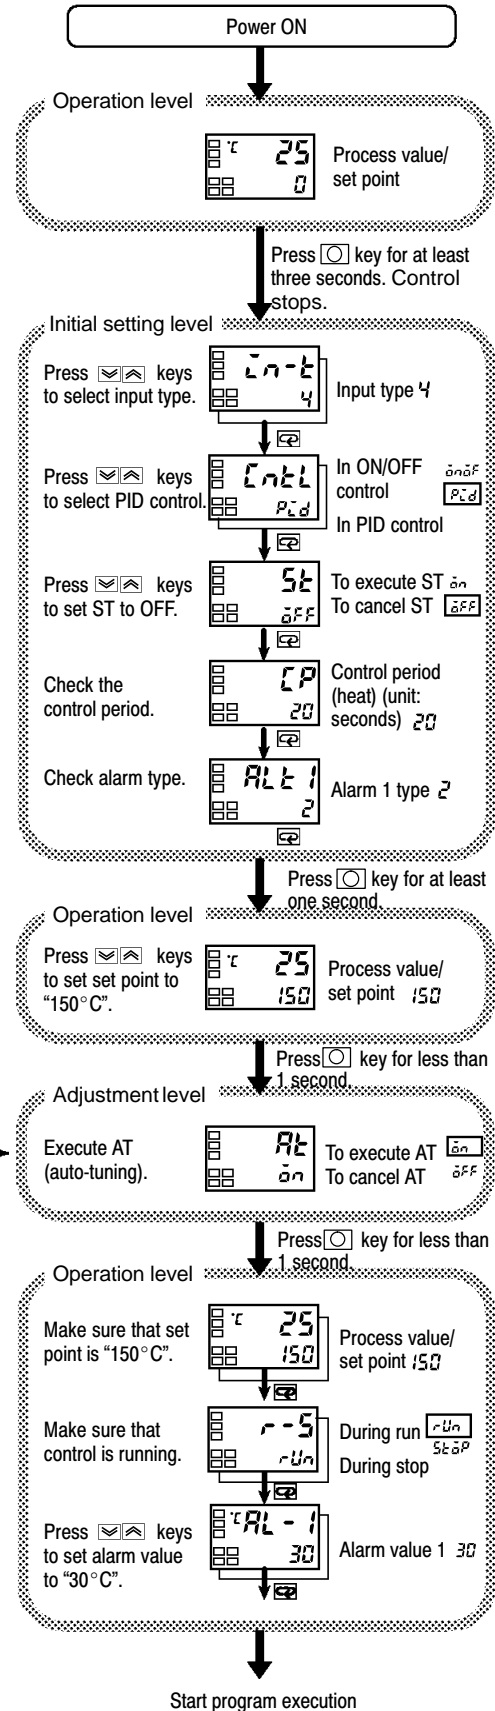 Power ON
Operation level
°C 25
0
Process value/
set point
Press key for at least
three seconds. Control
stops.
Initial setting level
Press keys
to select input type.
in-t
4
Input type 4
Press keys
to select PID control.
Cntl
Pid
In ON/OFF onof
control Pid
In PID control
Press keys
to set ST to OFF.
St
oFF
To execute ST on
To cancel ST oFF
Check the
control period.
CP
20
Control period
(heat) (unit:
seconds) 20
Check alarm type.
ALt1
2
Alarm 1 type 2
Press key for at least
one second.
Operation level
Press keys
to set set point to
“150°C”.
°C 25
150
Process value/
set point 150
Press key for less than
1 second.
Adjustment level
Execute AT
(auto-tuning).
At
on
To execute AT on
To cancel AT oFF
Press key for less than
1 second.
Operation level
Make sure that set
point is “150°C”.
°C 25
150
Process value/
set point 150
Make sure that
control is running.
r--S
rUn
During run rUn
StoP
During stop
Press keys
to set alarm value
to “30°C”.
°C AL-1
30
Alarm value 1 30
Start program execution